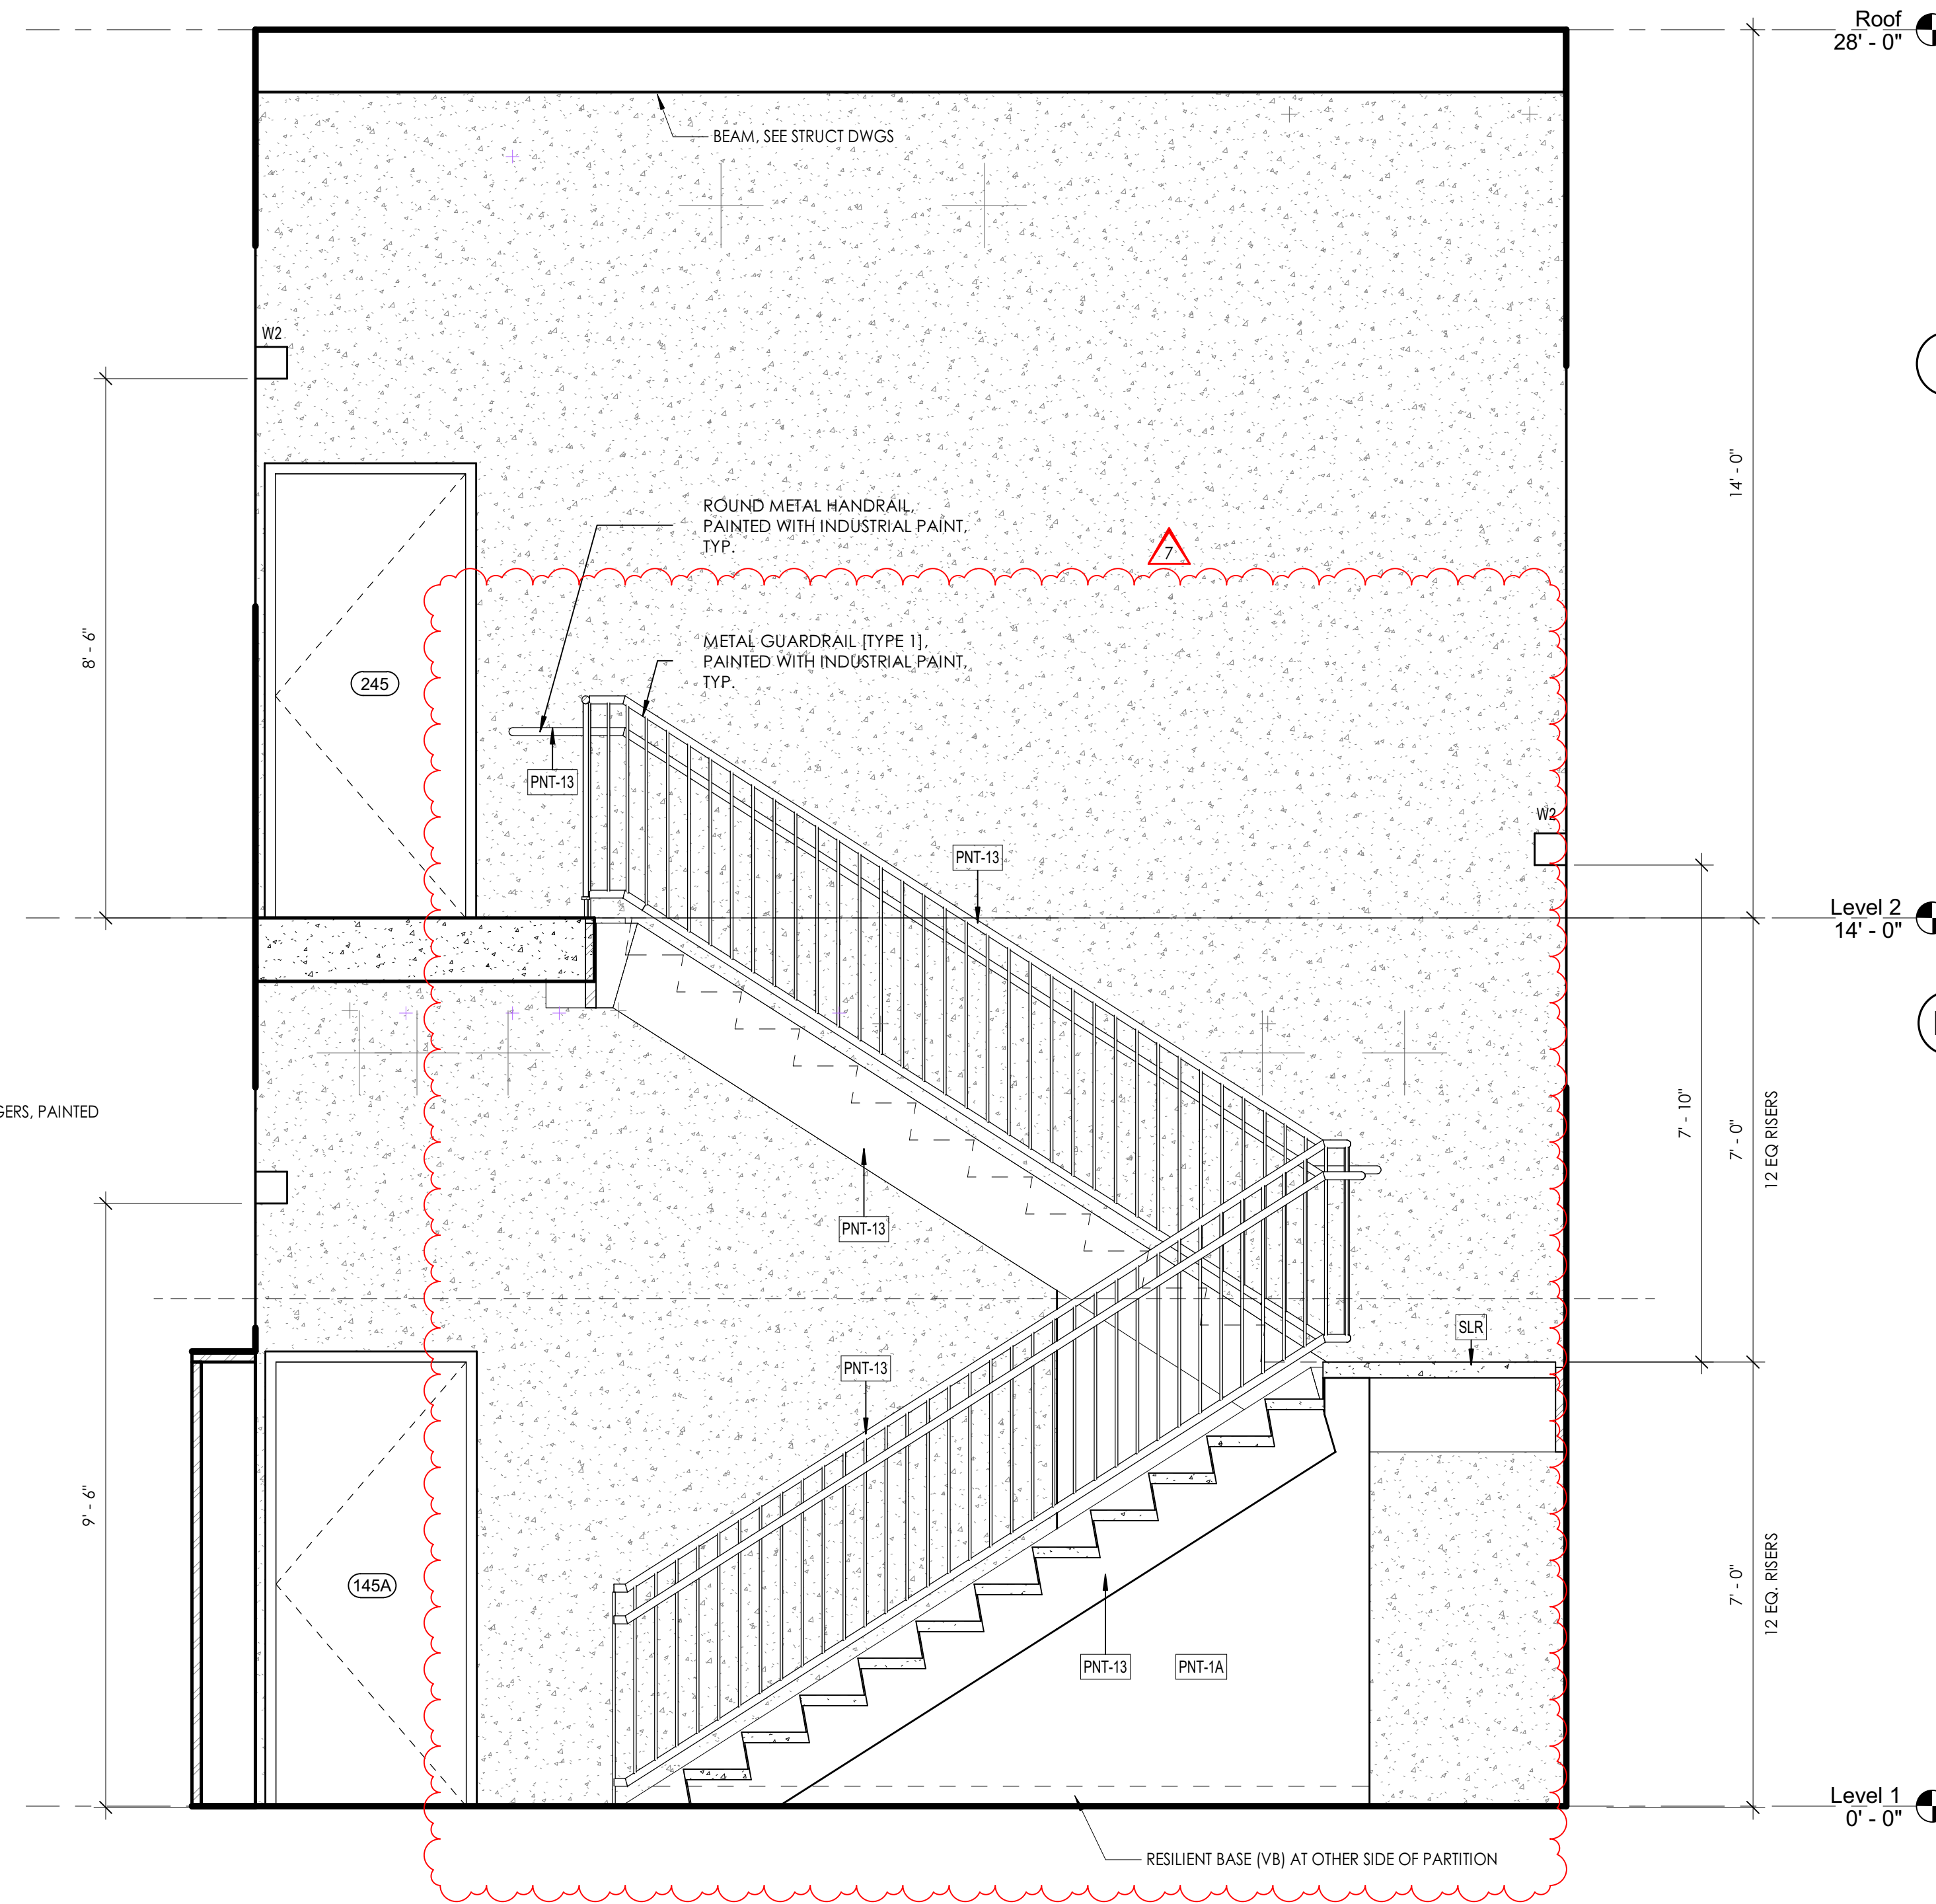 Roof
28' - 0"
BEAM, SEE STRUCT DWGS
W2
14' - 0"
ROUND METAL HANDRAIL,
PAINTED WITH INDUSTRIAL PAINT,
TYP.
7
8' - 6"
METAL GUARDRAIL [TYPE 1],
PAINTED WITH INDUSTRIAL PAINT,
TYP.
245
PNT-13
W2
PNT-13
Level 2
14' - 0"
GERS, PAINTED
7' - 10"
7' - 0"
12 EQ RISERS
PNT-13
SLR
PNT-13
9' - 6"
145A
7' - 0"
12 EQ. RISERS
PNT-13
PNT-1A
Level 1
0' - 0"
RESILIENT BASE (VB) AT OTHER SIDE OF PARTITION